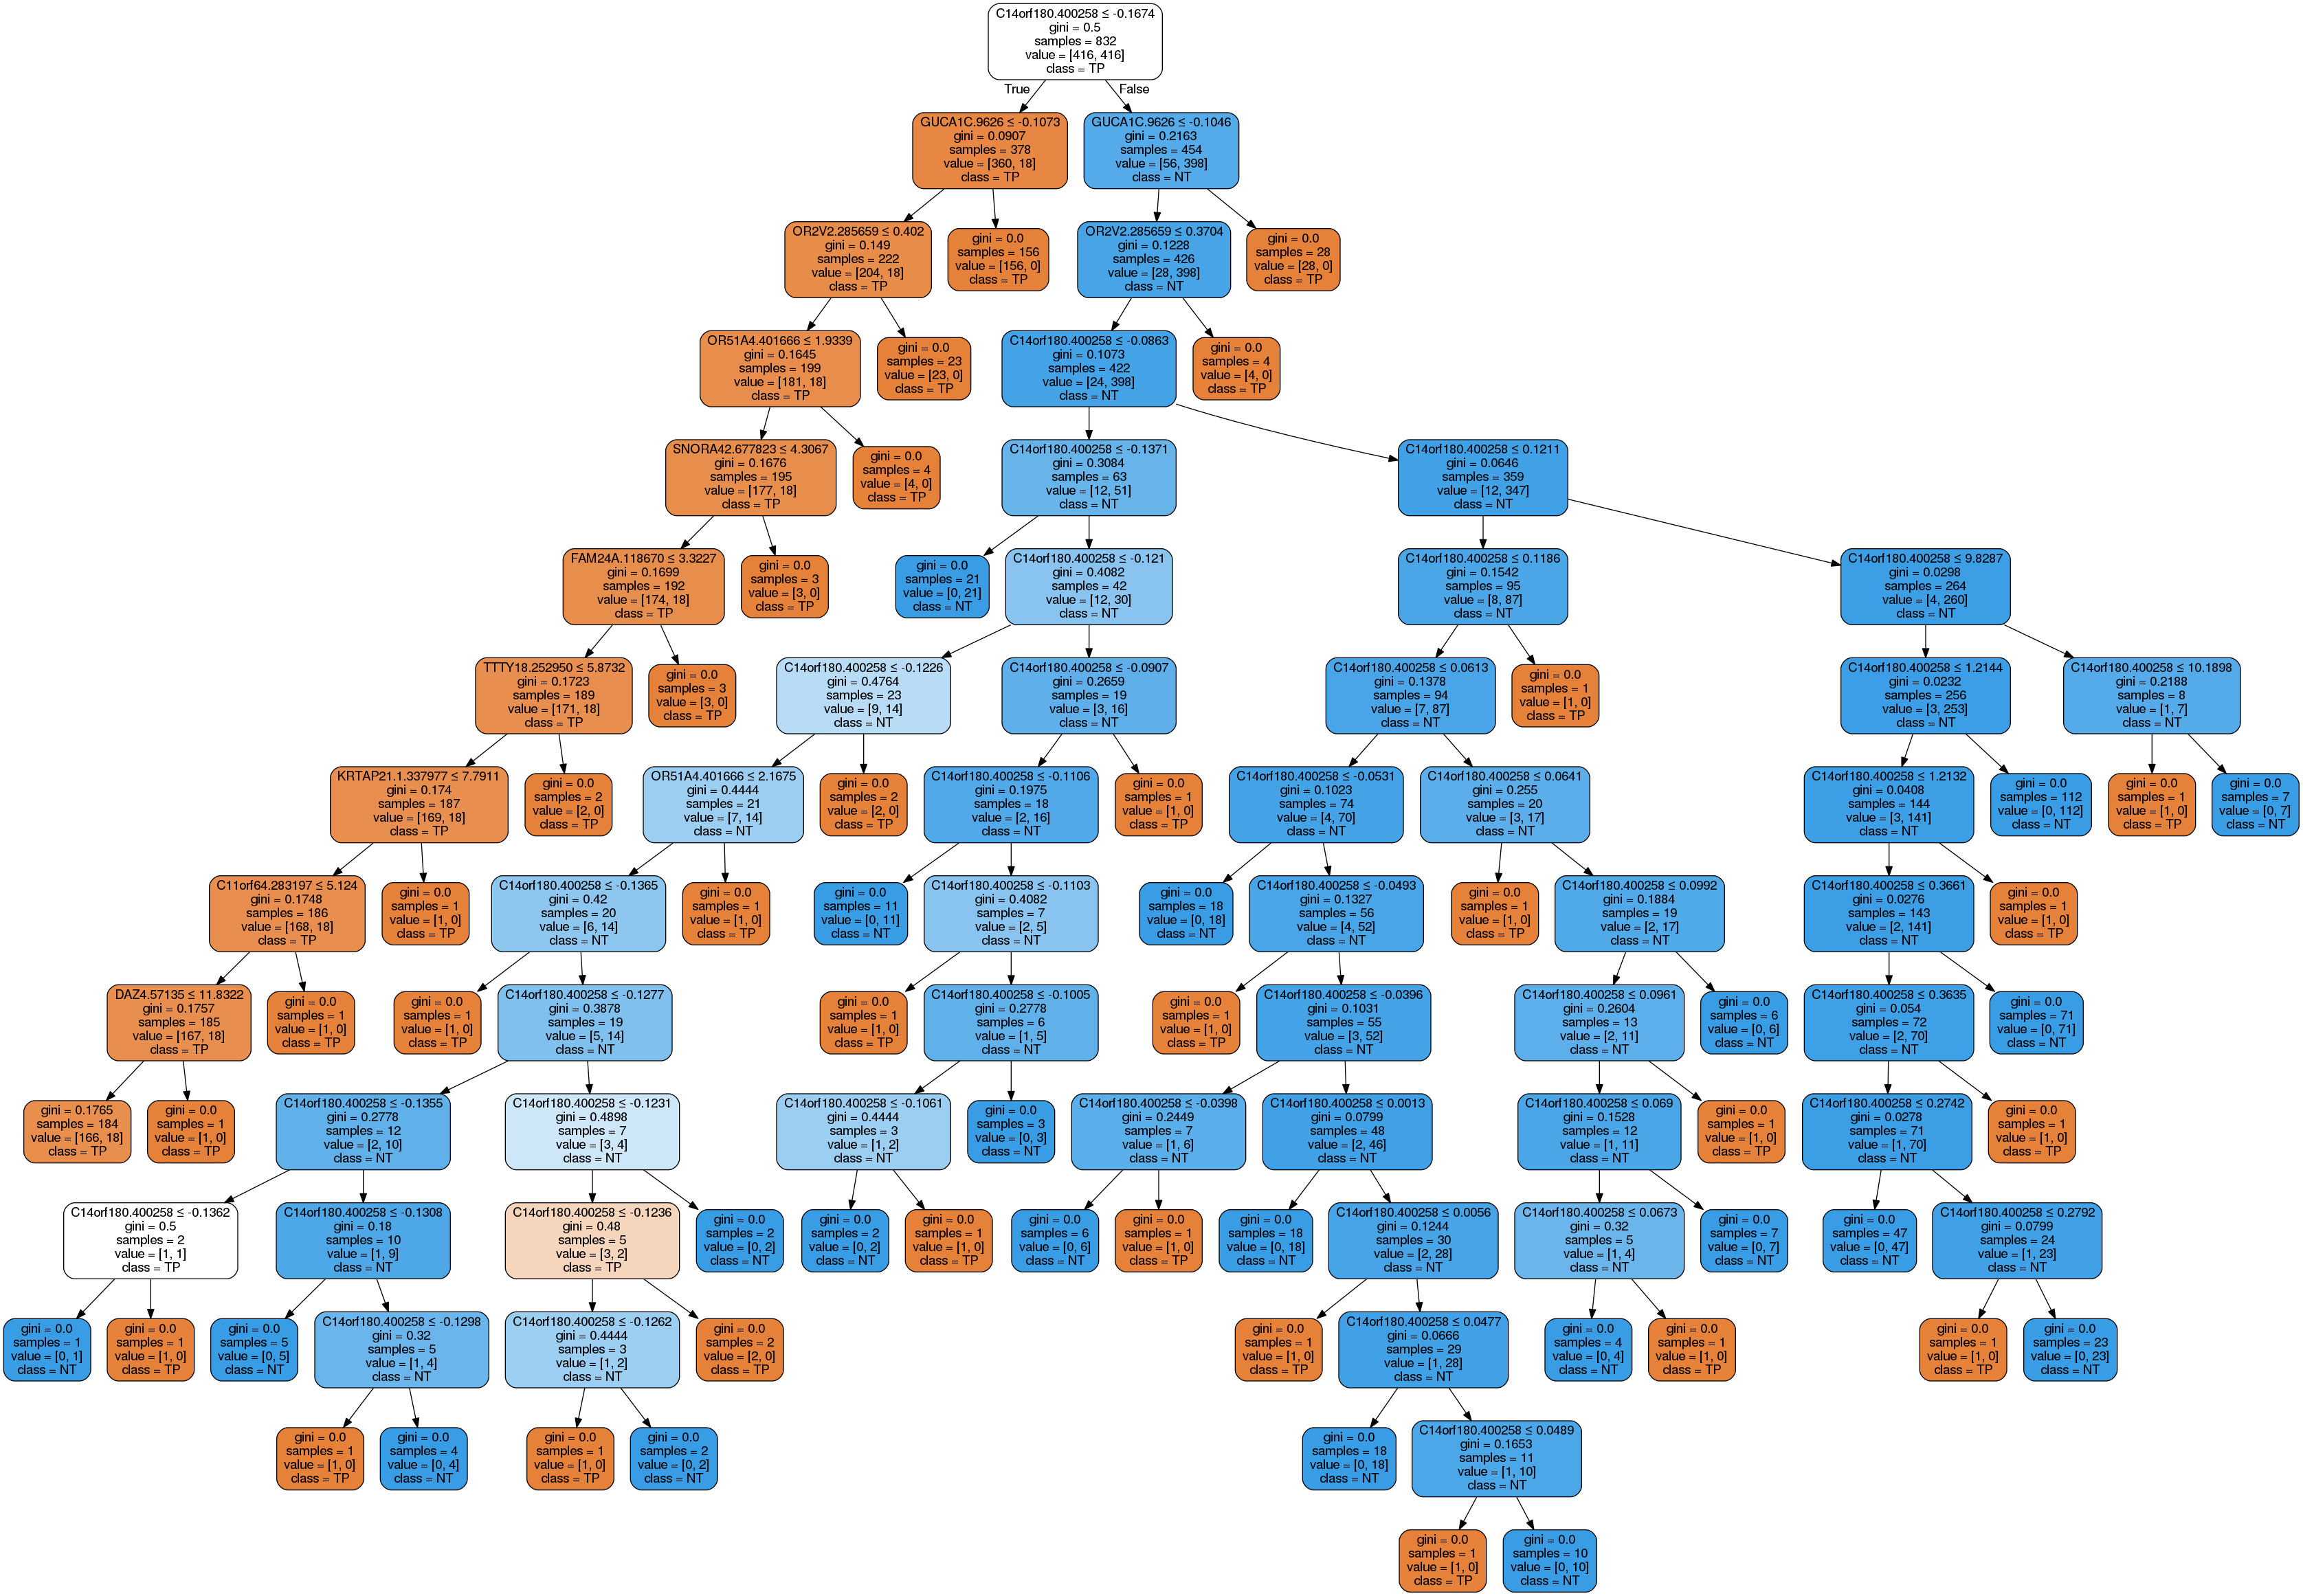 C14orf180.400258 ≤ -0.1674
gini = 0.5
samples = 832
value = [416, 416]
class = TP
True
False
GUCA1C.9626 ≤ -0.1073
gini = 0.0907
samples = 378
value = [360, 18]
class = TP
GUCA1C.9626 ≤ -0.1046
gini = 0.2163
samples = 454
value = [56, 398]
class = NT
OR2V2.285659 ≤ 0.402
gini = 0.149
samples = 222
value = [204, 18]
class = TP
gini = 0.0
samples = 156
value = [156, 0]
class = TP
OR2V2.285659 ≤ 0.3704
gini = 0.1228
samples = 426
value = [28, 398]
class = NT
gini = 0.0
samples = 28
value = [28, 0]
class = TP
OR51A4.401666 ≤ 1.9339
gini = 0.1645
samples = 199
value = [181, 18]
class = TP
gini = 0.0
samples = 23
value = [23, 0]
class = TP
C14orf180.400258 ≤ -0.0863
gini = 0.1073
samples = 422
value = [24, 398]
class = NT
gini = 0.0
samples = 4
value = [4, 0]
class = TP
SNORA42.677823 ≤ 4.3067
gini = 0.1676
samples = 195
value = [177, 18]
class = TP
gini = 0.0
samples = 4
value = [4, 0]
class = TP
C14orf180.400258 ≤ -0.1371
gini = 0.3084
samples = 63
value = [12, 51]
class = NT
C14orf180.400258 ≤ 0.1211
gini = 0.0646
samples = 359
value = [12, 347]
class = NT
FAM24A.118670 ≤ 3.3227
gini = 0.1699
samples = 192
value = [174, 18]
class = TP
gini = 0.0
samples = 3
value = [3, 0]
class = TP
gini = 0.0
samples = 21
value = [0, 21]
class = NT
C14orf180.400258 ≤ -0.121
gini = 0.4082
samples = 42
value = [12, 30]
class = NT
C14orf180.400258 ≤ 0.1186
gini = 0.1542
samples = 95
value = [8, 87]
class = NT
C14orf180.400258 ≤ 9.8287
gini = 0.0298
samples = 264
value = [4, 260]
class = NT
TTTY18.252950 ≤ 5.8732
gini = 0.1723
samples = 189
value = [171, 18]
class = TP
gini = 0.0
samples = 3
value = [3, 0]
class = TP
C14orf180.400258 ≤ -0.1226
gini = 0.4764
samples = 23
value = [9, 14]
class = NT
C14orf180.400258 ≤ -0.0907
gini = 0.2659
samples = 19
value = [3, 16]
class = NT
C14orf180.400258 ≤ 0.0613
gini = 0.1378
samples = 94
value = [7, 87]
class = NT
gini = 0.0
samples = 1
value = [1, 0]
class = TP
C14orf180.400258 ≤ 1.2144
gini = 0.0232
samples = 256
value = [3, 253]
class = NT
C14orf180.400258 ≤ 10.1898
gini = 0.2188
samples = 8
value = [1, 7]
class = NT
KRTAP21.1.337977 ≤ 7.7911
gini = 0.174
samples = 187
value = [169, 18]
class = TP
gini = 0.0
samples = 2
value = [2, 0]
class = TP
OR51A4.401666 ≤ 2.1675
gini = 0.4444
samples = 21
value = [7, 14]
class = NT
gini = 0.0
samples = 2
value = [2, 0]
class = TP
C14orf180.400258 ≤ -0.1106
gini = 0.1975
samples = 18
value = [2, 16]
class = NT
gini = 0.0
samples = 1
value = [1, 0]
class = TP
C14orf180.400258 ≤ -0.0531
gini = 0.1023
samples = 74
value = [4, 70]
class = NT
C14orf180.400258 ≤ 0.0641
gini = 0.255
samples = 20
value = [3, 17]
class = NT
C14orf180.400258 ≤ 1.2132
gini = 0.0408
samples = 144
value = [3, 141]
class = NT
gini = 0.0
samples = 112
value = [0, 112]
class = NT
gini = 0.0
samples = 1
value = [1, 0]
class = TP
gini = 0.0
samples = 7
value = [0, 7]
class = NT
C11orf64.283197 ≤ 5.124
gini = 0.1748
samples = 186
value = [168, 18]
class = TP
gini = 0.0
samples = 1
value = [1, 0]
class = TP
C14orf180.400258 ≤ -0.1365
gini = 0.42
samples = 20
value = [6, 14]
class = NT
gini = 0.0
samples = 1
value = [1, 0]
class = TP
gini = 0.0
samples = 11
value = [0, 11]
class = NT
C14orf180.400258 ≤ -0.1103
gini = 0.4082
samples = 7
value = [2, 5]
class = NT
gini = 0.0
samples = 18
value = [0, 18]
class = NT
C14orf180.400258 ≤ -0.0493
gini = 0.1327
samples = 56
value = [4, 52]
class = NT
gini = 0.0
samples = 1
value = [1, 0]
class = TP
C14orf180.400258 ≤ 0.0992
gini = 0.1884
samples = 19
value = [2, 17]
class = NT
C14orf180.400258 ≤ 0.3661
gini = 0.0276
samples = 143
value = [2, 141]
class = NT
gini = 0.0
samples = 1
value = [1, 0]
class = TP
DAZ4.57135 ≤ 11.8322
gini = 0.1757
samples = 185
value = [167, 18]
class = TP
gini = 0.0
samples = 1
value = [1, 0]
class = TP
gini = 0.0
samples = 1
value = [1, 0]
class = TP
C14orf180.400258 ≤ -0.1277
gini = 0.3878
samples = 19
value = [5, 14]
class = NT
gini = 0.0
samples = 1
value = [1, 0]
class = TP
C14orf180.400258 ≤ -0.1005
gini = 0.2778
samples = 6
value = [1, 5]
class = NT
gini = 0.0
samples = 1
value = [1, 0]
class = TP
C14orf180.400258 ≤ -0.0396
gini = 0.1031
samples = 55
value = [3, 52]
class = NT
C14orf180.400258 ≤ 0.0961
gini = 0.2604
samples = 13
value = [2, 11]
class = NT
gini = 0.0
samples = 6
value = [0, 6]
class = NT
C14orf180.400258 ≤ 0.3635
gini = 0.054
samples = 72
value = [2, 70]
class = NT
gini = 0.0
samples = 71
value = [0, 71]
class = NT
gini = 0.1765
samples = 184
value = [166, 18]
class = TP
gini = 0.0
samples = 1
value = [1, 0]
class = TP
C14orf180.400258 ≤ -0.1355
gini = 0.2778
samples = 12
value = [2, 10]
class = NT
C14orf180.400258 ≤ -0.1231
gini = 0.4898
samples = 7
value = [3, 4]
class = NT
C14orf180.400258 ≤ -0.1061
gini = 0.4444
samples = 3
value = [1, 2]
class = NT
gini = 0.0
samples = 3
value = [0, 3]
class = NT
C14orf180.400258 ≤ -0.0398
gini = 0.2449
samples = 7
value = [1, 6]
class = NT
C14orf180.400258 ≤ 0.0013
gini = 0.0799
samples = 48
value = [2, 46]
class = NT
C14orf180.400258 ≤ 0.069
gini = 0.1528
samples = 12
value = [1, 11]
class = NT
gini = 0.0
samples = 1
value = [1, 0]
class = TP
C14orf180.400258 ≤ 0.2742
gini = 0.0278
samples = 71
value = [1, 70]
class = NT
gini = 0.0
samples = 1
value = [1, 0]
class = TP
C14orf180.400258 ≤ -0.1362
gini = 0.5
samples = 2
value = [1, 1]
class = TP
C14orf180.400258 ≤ -0.1308
gini = 0.18
samples = 10
value = [1, 9]
class = NT
C14orf180.400258 ≤ -0.1236
gini = 0.48
samples = 5
value = [3, 2]
class = TP
gini = 0.0
samples = 2
value = [0, 2]
class = NT
gini = 0.0
samples = 2
value = [0, 2]
class = NT
gini = 0.0
samples = 1
value = [1, 0]
class = TP
gini = 0.0
samples = 6
value = [0, 6]
class = NT
gini = 0.0
samples = 1
value = [1, 0]
class = TP
gini = 0.0
samples = 18
value = [0, 18]
class = NT
C14orf180.400258 ≤ 0.0056
gini = 0.1244
samples = 30
value = [2, 28]
class = NT
C14orf180.400258 ≤ 0.0673
gini = 0.32
samples = 5
value = [1, 4]
class = NT
gini = 0.0
samples = 7
value = [0, 7]
class = NT
gini = 0.0
samples = 47
value = [0, 47]
class = NT
C14orf180.400258 ≤ 0.2792
gini = 0.0799
samples = 24
value = [1, 23]
class = NT
gini = 0.0
samples = 1
value = [0, 1]
class = NT
gini = 0.0
samples = 1
value = [1, 0]
class = TP
gini = 0.0
samples = 5
value = [0, 5]
class = NT
C14orf180.400258 ≤ -0.1298
gini = 0.32
samples = 5
value = [1, 4]
class = NT
C14orf180.400258 ≤ -0.1262
gini = 0.4444
samples = 3
value = [1, 2]
class = NT
gini = 0.0
samples = 2
value = [2, 0]
class = TP
gini = 0.0
samples = 1
value = [1, 0]
class = TP
C14orf180.400258 ≤ 0.0477
gini = 0.0666
samples = 29
value = [1, 28]
class = NT
gini = 0.0
samples = 4
value = [0, 4]
class = NT
gini = 0.0
samples = 1
value = [1, 0]
class = TP
gini = 0.0
samples = 1
value = [1, 0]
class = TP
gini = 0.0
samples = 23
value = [0, 23]
class = NT
gini = 0.0
samples = 1
value = [1, 0]
class = TP
gini = 0.0
samples = 4
value = [0, 4]
class = NT
gini = 0.0
samples = 1
value = [1, 0]
class = TP
gini = 0.0
samples = 2
value = [0, 2]
class = NT
gini = 0.0
samples = 18
value = [0, 18]
class = NT
C14orf180.400258 ≤ 0.0489
gini = 0.1653
samples = 11
value = [1, 10]
class = NT
gini = 0.0
samples = 1
value = [1, 0]
class = TP
gini = 0.0
samples = 10
value = [0, 10]
class = NT